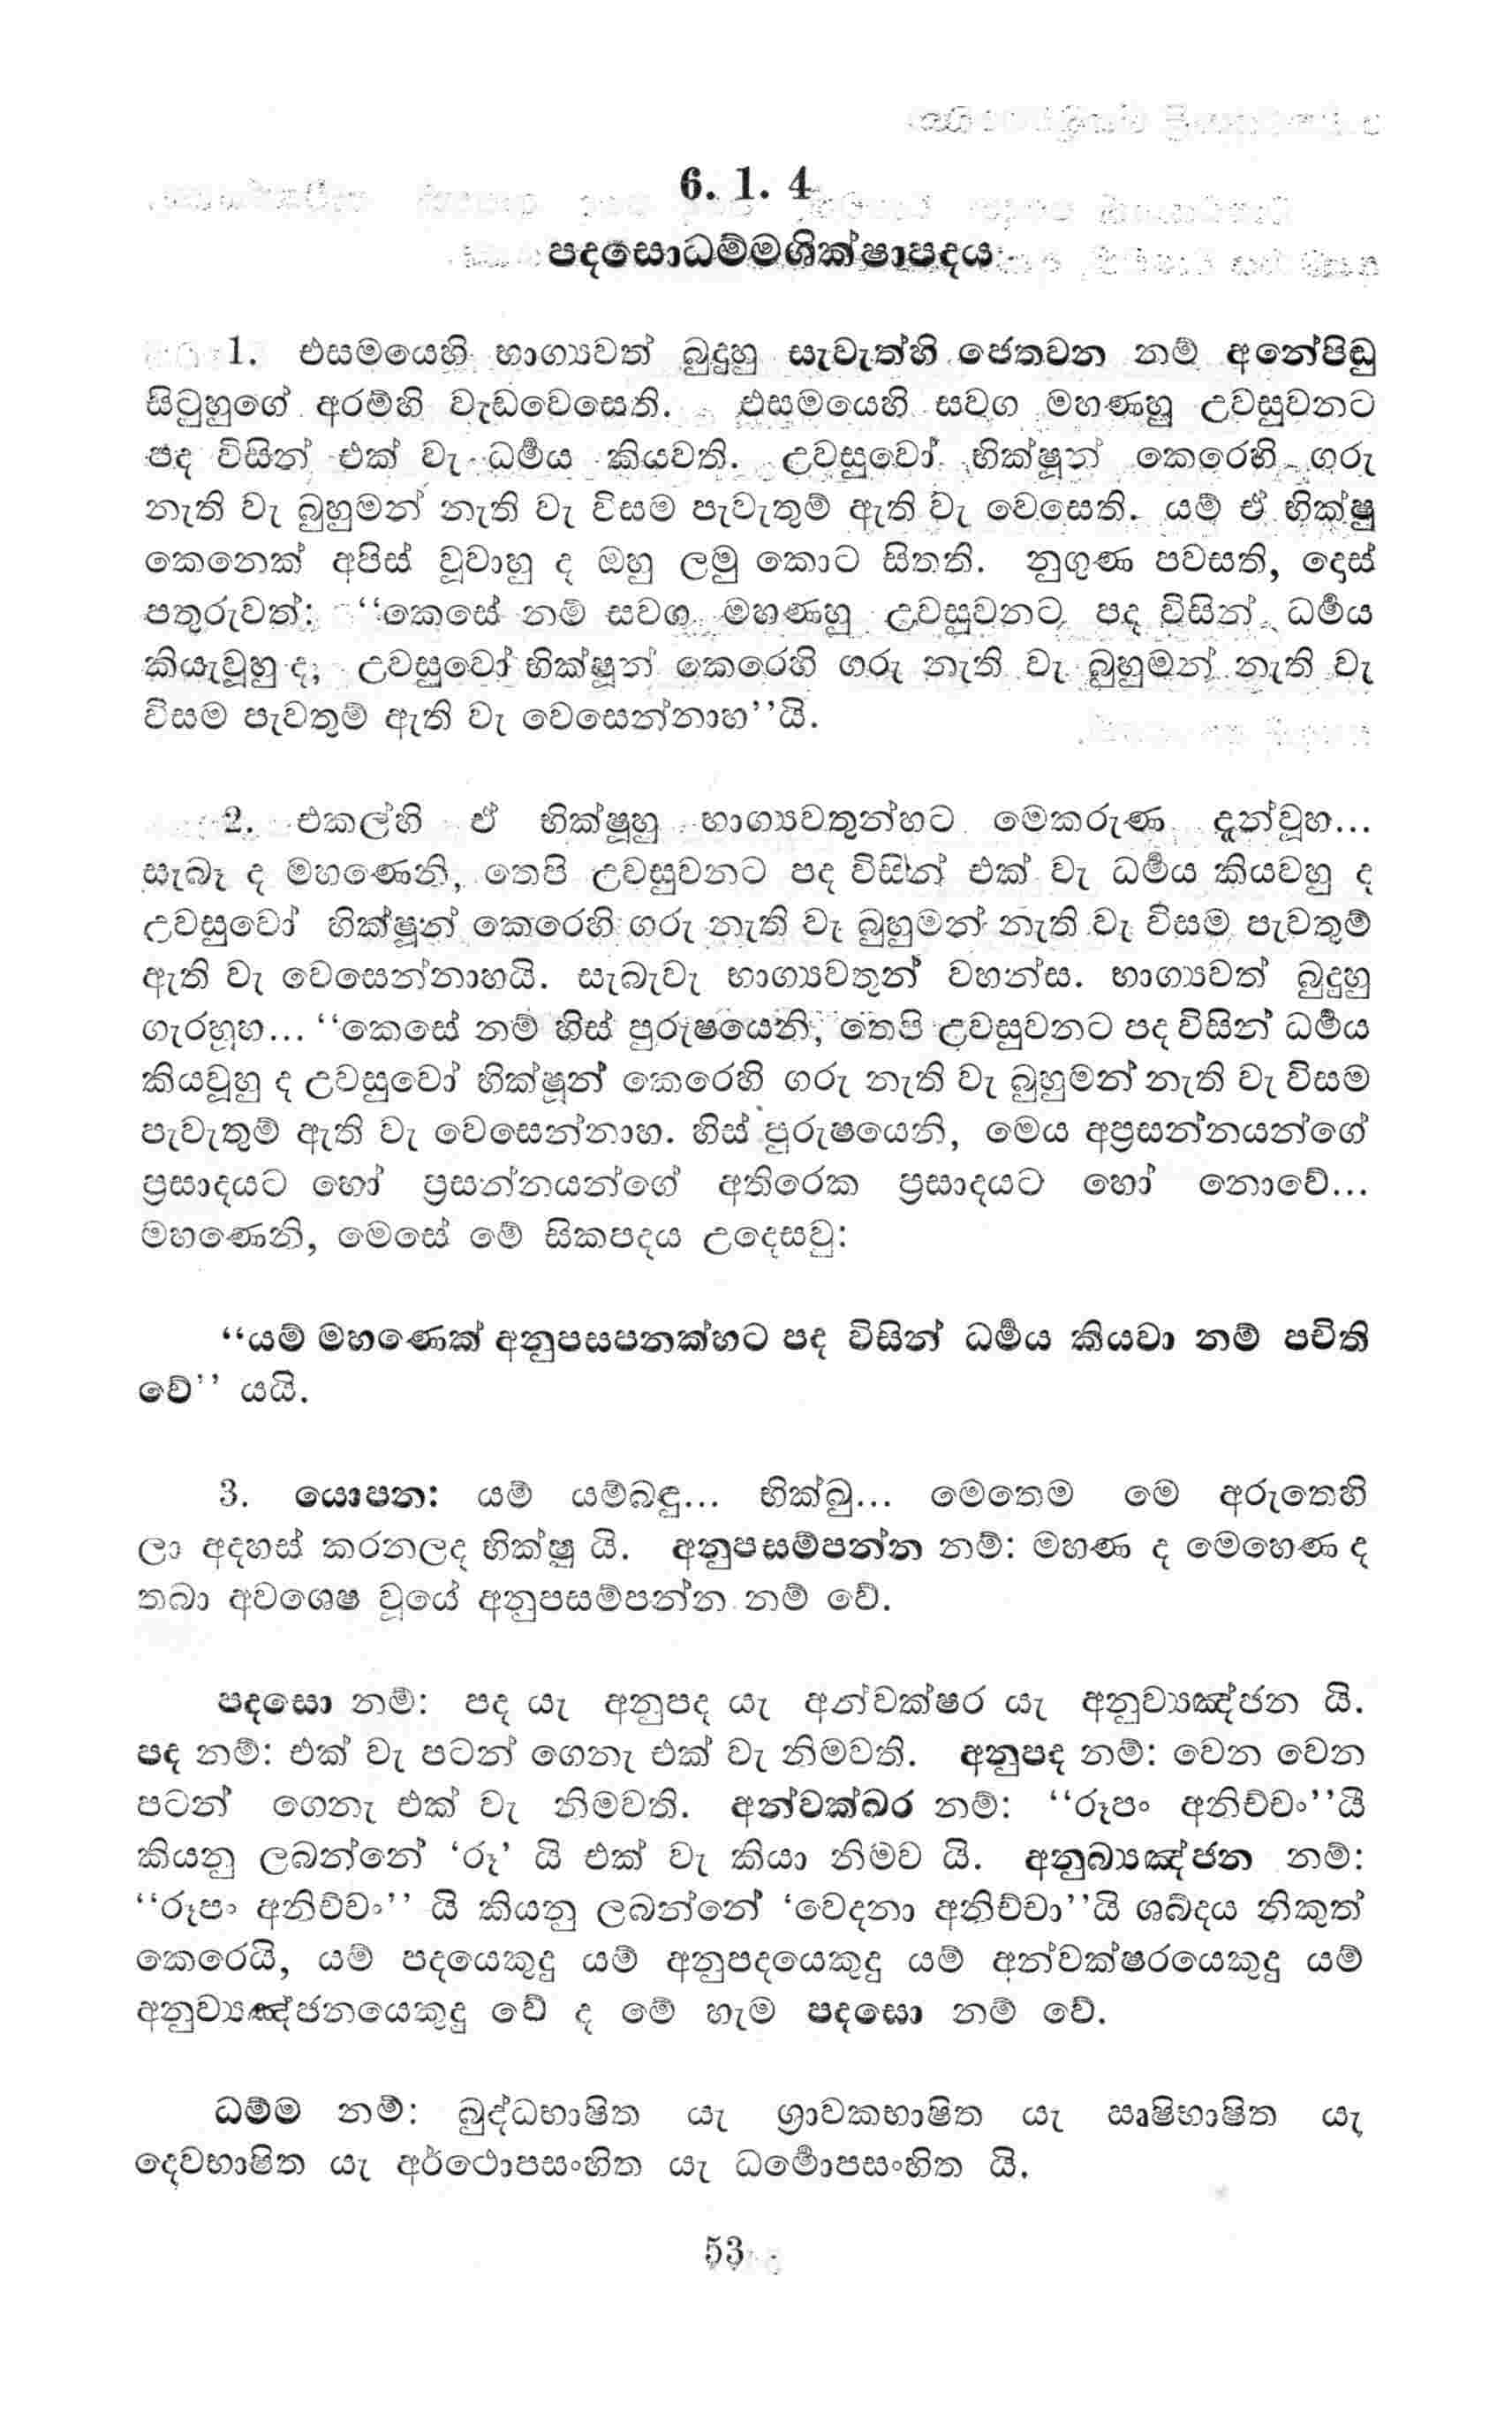 6. 1. 4
පදසොධම්මශික්ෂාපදය
1. එසමයෙහි භාග්‍යවත් බුදුහු සැවැත්හි ජෙතවන නම් අනේපිඬු
සිටුහුගේ අරම්හි වැඩවෙසෙති. එසමයෙහි සවග මහණහු උවසුවනට
පද විසින් එක් වැ ධර්‍මය කියවති. උවසුවෝ භික්ෂූන් කෙරෙහි ගරු
නැති වැ බුහුමන් නැති වැ විසම පැවැතුම් ඇති වැ වෙසෙති. යම් ඒ භික්ෂු
කෙනෙක් අපිස් වූවාහු ද ඔහු ලමු කොට සිතති. නුගුණ පවසති, දොස්
පතුරුවත්: ‘‘කෙසේ නම් සවග මහණහු උවසුවනට පද විසින් ධර්‍මය
කියැවූහු ද, උවසුවෝ භික්ෂූන් කෙරෙහි ගරු නැති වැ බුහුමන් නැති වැ
විසම පැවතුම් ඇති වැ වෙසෙන්නාහ’’යි.
2. එකල්හි ඒ භික්ෂූහු භාග්‍යවතුන්හට මෙකරුණ දැන්වූහ...
සැබෑ ද මහණෙනි, තෙපි උවසුවනට පද විසින් එක් වැ ධර්‍මය කියවහු ද
උවසුවෝ භික්ෂූන් කෙරෙහි ගරු නැති වැ බුහුමන් නැති වැ විසම පැවතුම්
ඇති වැ වෙසෙන්නාහයි. සැබැවැ භාග්‍යවතුන් වහන්ස. භාග්‍යවත් බුදුහු
ගැරහූහ... ‘‘කෙසේ නම් හිස් පුරුෂයෙනි, තෙපි උවසුවනට පද විසින් ධර්‍මය
කියවූහු ද උවසුවෝ භික්ෂූන් කෙරෙහි ගරු නැති වැ බුහුමන් නැති වැ විසම
පැවැතුම් ඇති වැ වෙසෙන්නාහ. හිස් පුරුෂයෙනි, මෙය අප්‍රසන්නයන්ගේ
ප්‍රසාදයට හෝ ප්‍රසන්නයන්ගේ අතිරෙක ප්‍රසාදයට හෝ නොවේ...
මහණෙනි, මෙසේ මේ සිකපදය උදෙසවු:
‘‘යම් මහණෙක් අනුපසපනක්හට පද විසින් ධර්‍මය කියවා නම් පචිති
වේ’’ යයි.
3. යොපන: යම් යම්බඳු... භික්ඛු... මෙතෙම මෙ අරුතෙහි
ලා අදහස් කරනලද භික්ෂු යි. අනුපසම්පන්න නම්: මහණ ද මෙහෙණ ද
තබා අවශෙෂ වූයේ අනුපසම්පන්න නම් වේ.
පදසො නම්: පද යැ අනුපද යැ අන්වක්ෂර යැ අනුව්‍යඤ්ජන යි.
පද නම්: එක් වැ පටන් ගෙනැ එක් වැ නිමවති. අනුපද නම්: වෙන වෙන
පටන් ගෙනැ එක් වැ නිමවති. අන්වක්ඛර නම්: ‘‘රූපං අනිච්චං’’යි
කියනු ලබන්නේ ‘රූ’ යි එක් වැ කියා නිමව යි. අනුබ්‍යඤ්ජන නම්:
‘‘රූපං අනිච්චං’’ යි කියනු ලබන්නේ ‘වෙදනා අනිච්චා’’යි ශබ්දය නිකුත්
කෙරෙයි, යම් පදයෙකුදු යම් අනුපදයෙකුදු යම් අන්වක්ෂරයෙකුදු යම්
අනුව්‍යඤ්ජනයෙකුදු වේ ද මේ හැම පදසො නම් වේ.
ධම්ම නම්: බුද්ධභාෂිත යැ ශ්‍රාවකභාෂිත යැ ඍෂිභාෂිත යැ
දෙවභාෂිත යැ අර්ථොපසංහිත යැ ධර්‍මොපසංහිත යි.
53